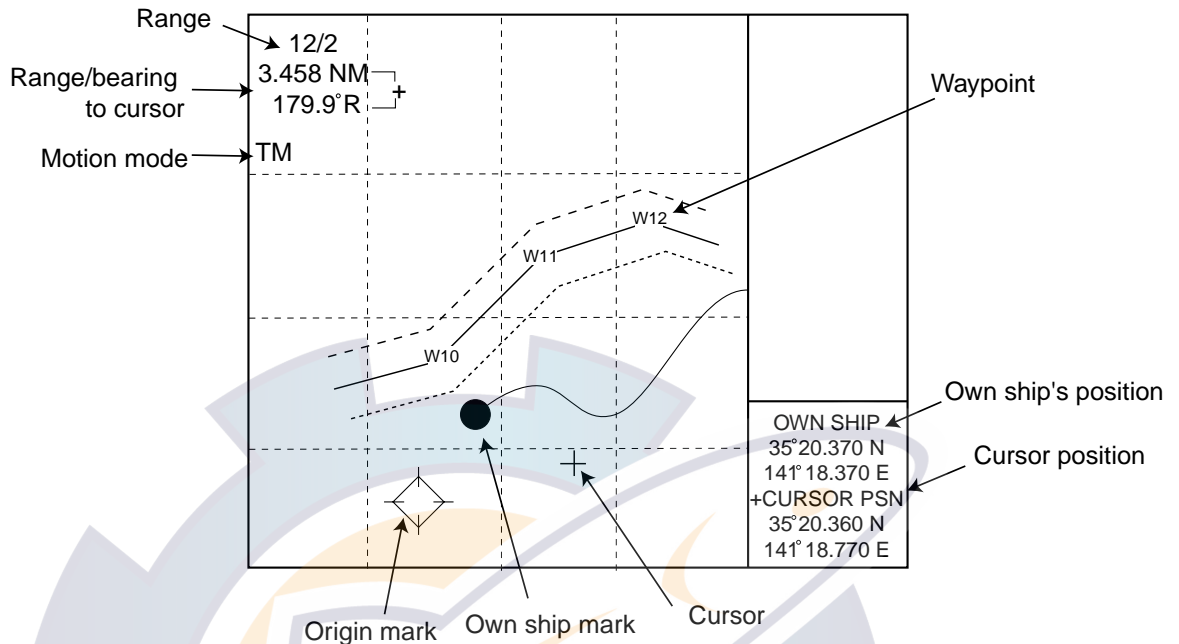 Range
12/2
Range/bearing
to cursor
3.458 NM
179.9°R
+
Motion mode
TM
Waypoint
W12
W11
W10
Own ship's position
OWN SHIP
35°20.370 N
141°18.370 E
Cursor position
+CURSOR PSN
35°20.360 N
141°18.770 E
Origin mark
Own ship mark
Cursor